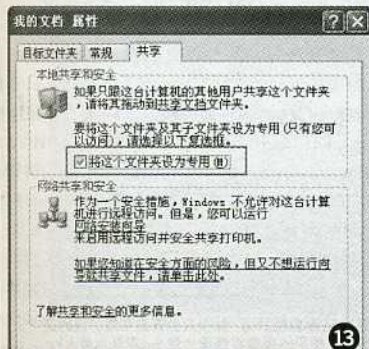 我的文档 属性
目标文件夹 常规 共享
本地共享和安全
如果只跟这台计算机的其他用户共享这个文件夹
，请将其拖动到共享文档文件夹。
要将这个文件夹及其子文件夹设为专用(只有您可
以访问)，请选择以下复选框。
将这个文件夹设为专用(M)
网络共享和安全
作为一个安全措施，Windows 不允许对这台计算
机进行远程访问。但是，您可以运行
网络安装向导
来启用远程访问并安全共享打印机。
如果您知道在安全方面的风险，但又不想运行向
导就共享文件，请单击此处。
了解共享和安全的更多信息。
13